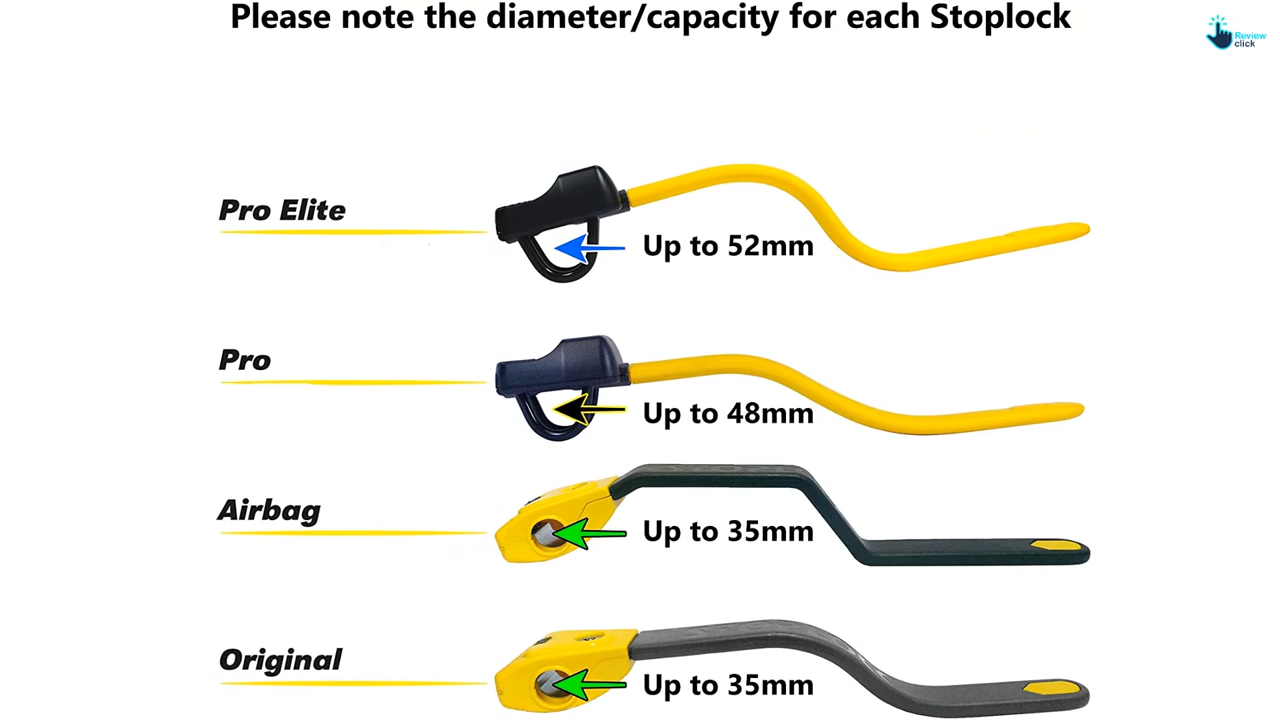 Please note the diameter/capacity for each Stoplock
Review
click
Pro Elite
Up to 52mm
Pro
Up to 48mm
Airbag
Up to 35mm
Original
Up to 35mm